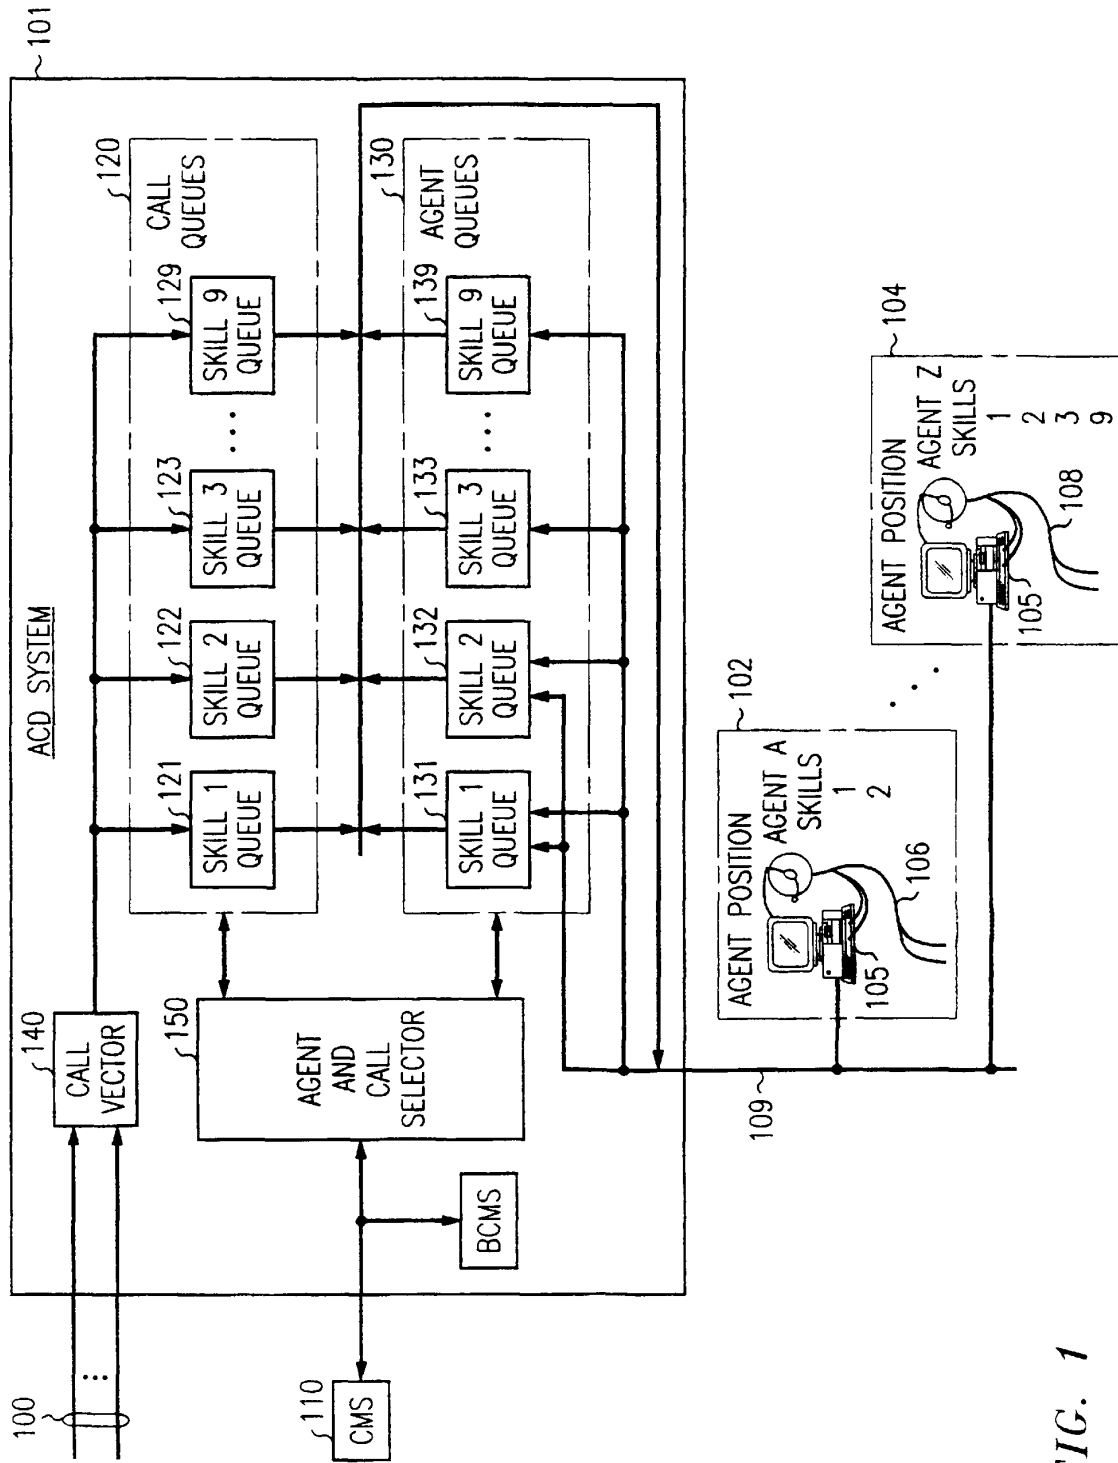 101
ACD SYSTEM
100
140
CALL
VECTOR
120
CALL
QUEUES
121
SKILL 1
QUEUE
122
SKILL 2
QUEUE
123
SKILL 3
QUEUE
...
129
SKILL 9
QUEUE
150
AGENT
AND
CALL
SELECTOR
130
AGENT
QUEUES
131
SKILL 1
QUEUE
132
SKILL 2
QUEUE
133
SKILL 3
QUEUE
...
139
SKILL 9
QUEUE
110
CMS
BCMS
109
102
AGENT POSITION
AGENT A
SKILLS
1
2
105
106
104
AGENT POSITION
AGENT Z
SKILLS
1
2
3
9
105
108
FIG. 1